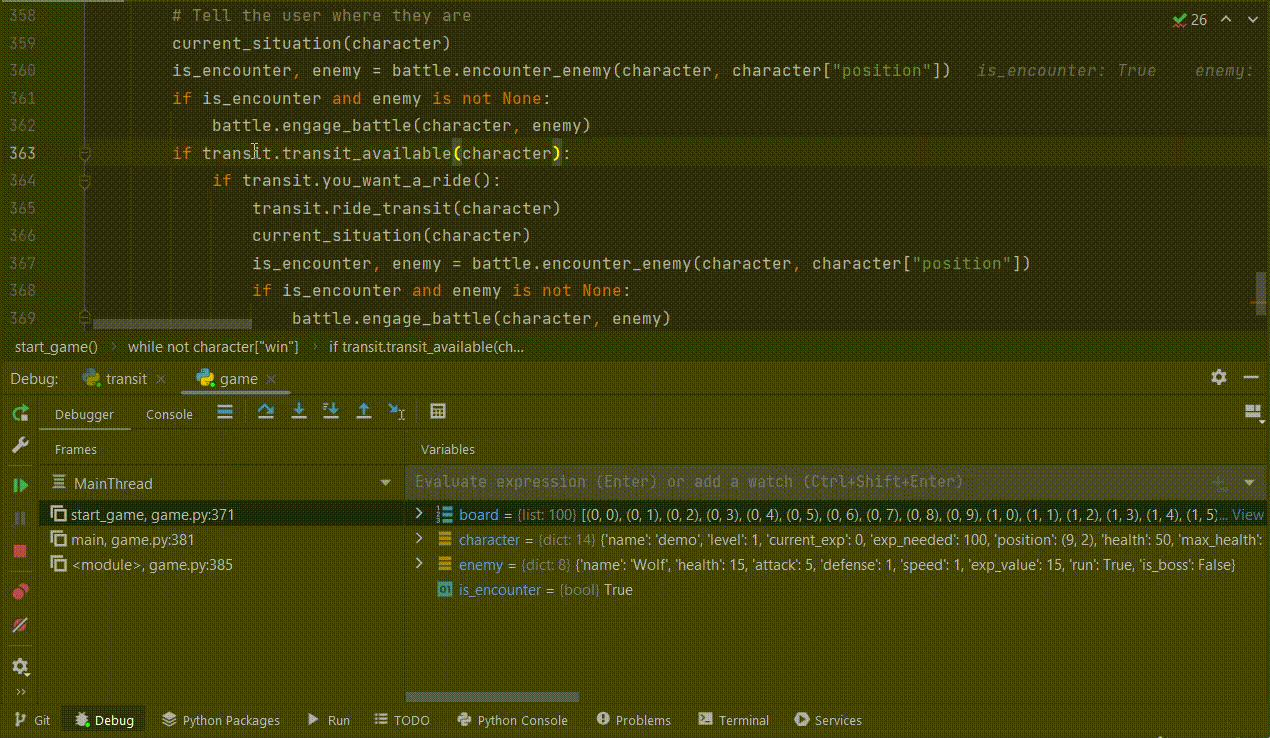 358 # Tell the user where they are
359 current_situation(character)
360 is_encounter, enemy = battle.encounter_enemy(character, character["position"]) is_encounter: True enemy:
361 if is_encounter and enemy is not None:
362 battle.engage_battle(character, enemy)
363 if transit.transit_available(character):
364 if transit.you_want_a_ride():
365 transit.ride_transit(character)
366 current_situation(character)
367 is_encounter, enemy = battle.encounter_enemy(character, character["position"])
368 if is_encounter and enemy is not None:
369 battle.engage_battle(character, enemy)
26
start_game() › while not character["win"] › if transit.transit_available(ch...
Debug: transit × game ×
Debugger Console
Frames Variables
MainThread Evaluate expression (Enter) or add a watch (Ctrl+Shift+Enter)
start_game, game.py:371
main, game.py:381
<module>, game.py:385
board = {list: 100} [(0, 0), (0, 1), (0, 2), (0, 3), (0, 4), (0, 5), (0, 6), (0, 7), (0, 8), (0, 9), (1, 0), (1, 1), (1, 2), (1, 3), (1, 4), (1, 5)... View
character = {dict: 14} {'name': 'demo', 'level': 1, 'current_exp': 0, 'exp_needed': 100, 'position': (9, 2), 'health': 50, 'max_health':
enemy = {dict: 8} {'name': 'Wolf', 'health': 15, 'attack': 5, 'defense': 1, 'speed': 1, 'exp_value': 15, 'run': True, 'is_boss': False}
01 is_encounter = {bool} True
Git Debug Python Packages Run TODO Python Console Problems Terminal Services